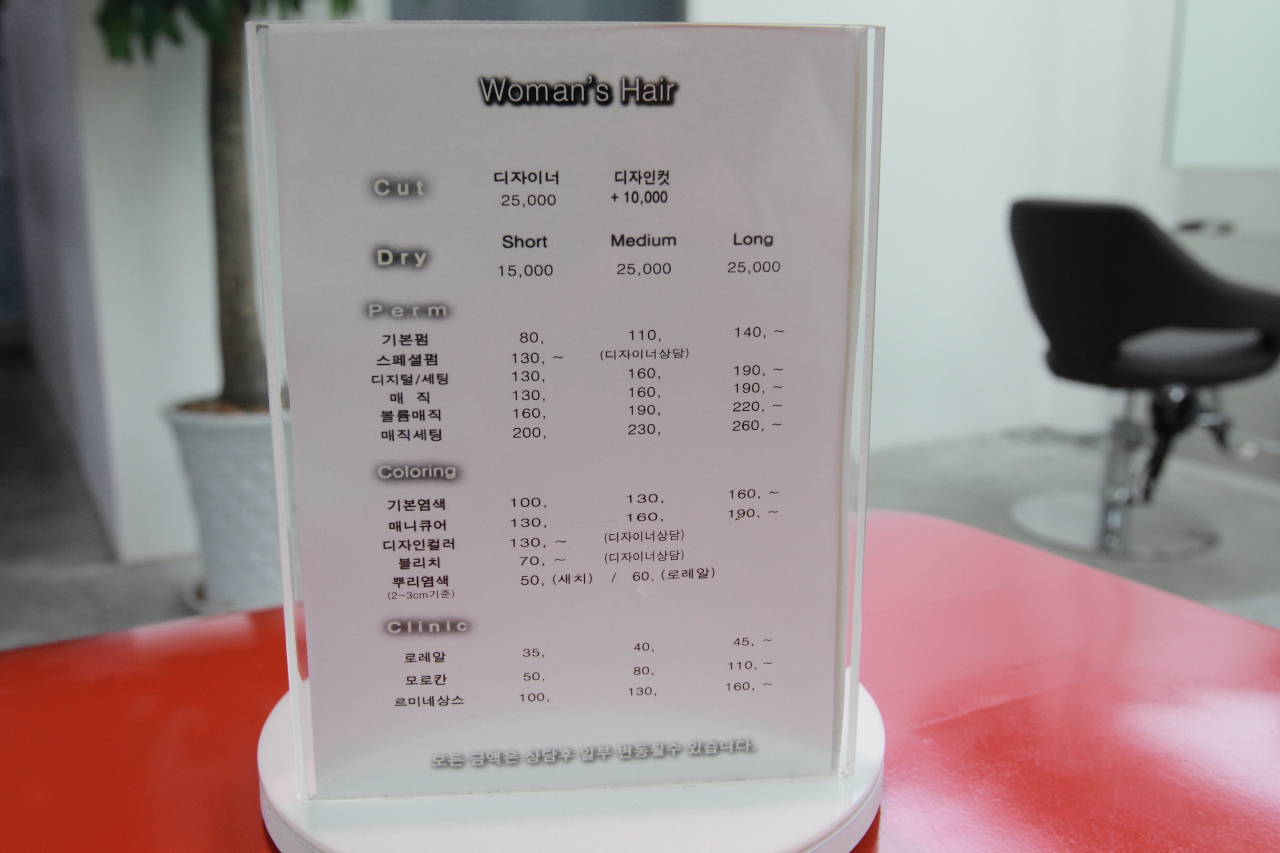 Woman's Hair
Cut 디자이너 디자인컷
25,000 + 10,000
Dry Short Medium Long
15,000 25,000 25,000
Perm
기본펌 80, 110, 140, ~
스페셜펌 130, ~ (디자이너상담)
디지털/세팅 130, 160, 190, ~
매 직 130, 160, 190, ~
볼륨매직 160, 190, 220, ~
매직세팅 200, 230, 260, ~
Coloring
기본염색 100, 130, 160, ~
매니큐어 130, 160, 190, ~
디자인컬러 130, ~ (디자이너상담)
블리치 70, ~ (디자이너상담)
뿌리염색 50, (새치) / 60, (로레알)
(2~3cm기준)
Clinic
로레알 35, 40, 45, ~
모로칸 50, 80, 110, ~
르미네상스 100, 130, 160, ~
모든 금액은 상담후 일부 변동될수 있습니다.